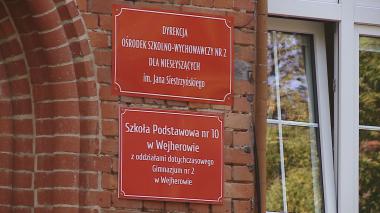 DYREKCJA
OŚRODEK SZKOLNO-WYCHOWAWCZY NR 2
DLA NIESŁYSZĄCYCH
im. Jana Siestrzyńskiego
Szkoła Podstawowa nr 10
w Wejherowie
z oddziałami dotychczasowego
Gimnazjum nr 2
w Wejherowie